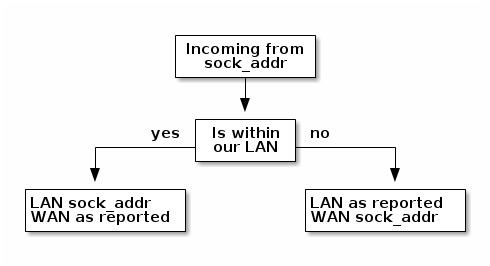 Incoming from
sock_addr
yes
Is within
our LAN
no
LAN sock_addr
WAN as reported
LAN as reported
WAN sock_addr